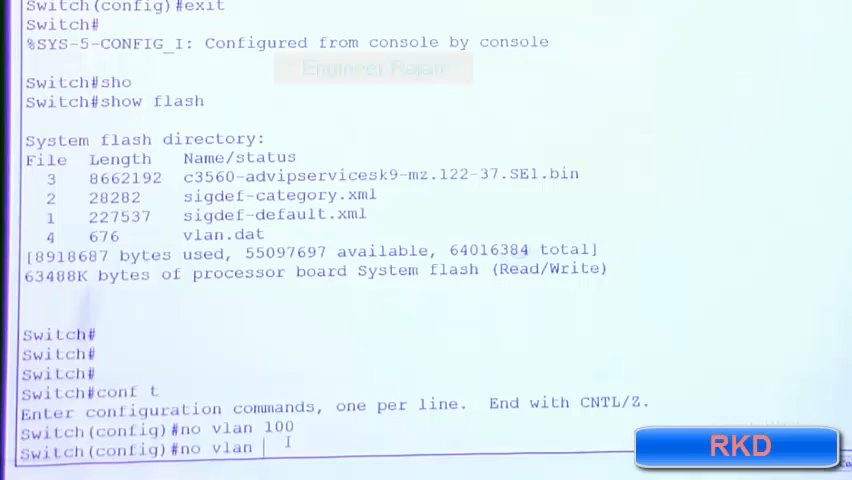 Switch(config)#exit
Switch#
%SYS-5-CONFIG_I: Configured from console by console
Engineer Rajan
Switch#sho
Switch#show flash
System flash directory:
File Length Name/status
3 8662192 c3560-advipservicesk9-mz.122-37.SE1.bin
2 28282 sigdef-category.xml
1 227537 sigdef-default.xml
4 676 vlan.dat
[8918687 bytes used, 55097697 available, 64016384 total]
63488K bytes of processor board System flash (Read/Write)
Switch#
Switch#
Switch#
Switch#conf t
Enter configuration commands, one per line. End with CNTL/Z.
Switch(config)#no vlan 100
Switch(config)#no vlan
RKD